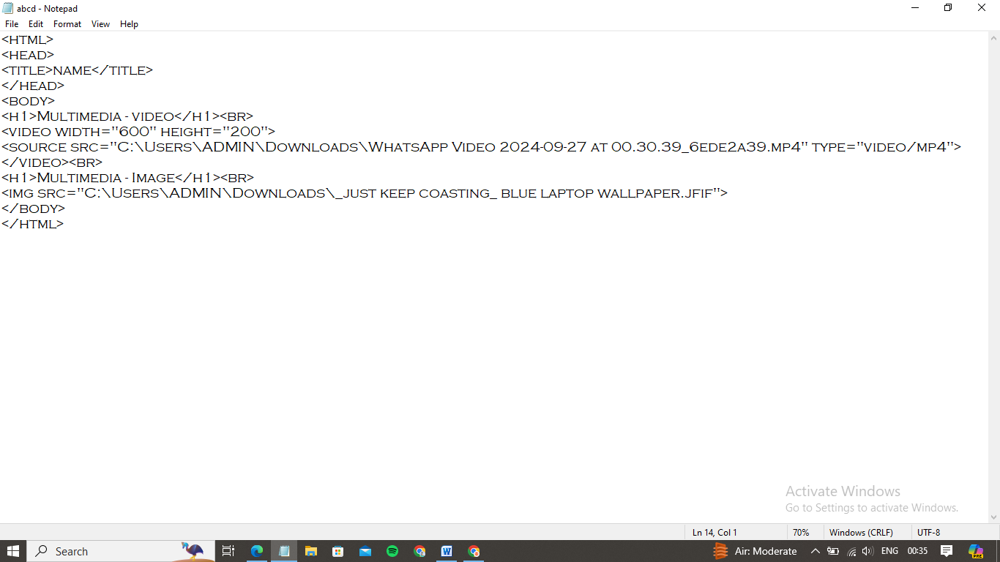 abcd - Notepad
File Edit Format View Help
<HTML>
<HEAD>
<TITLE>NAME</TITLE>
</HEAD>
<BODY>
<H1>Multimedia - video</H1><BR>
<video width="600" height="200">
<source src="C:\Users\ADMIN\Downloads\WhatsApp Video 2024-09-27 at 00.30.39_6ede2a39.mp4" type="video/mp4">
</video><br>
<h1>Multimedia - Image</h1><br>
<img src="C:\Users\ADMIN\Downloads\_just keep coasting_ blue laptop wallpaper.jfif">
</body>
</html>
Activate Windows
Go to Settings to activate Windows.
Ln 14, Col 1 70% Windows (CRLF) UTF-8
Search Air: Moderate ENG 00:35 PRE